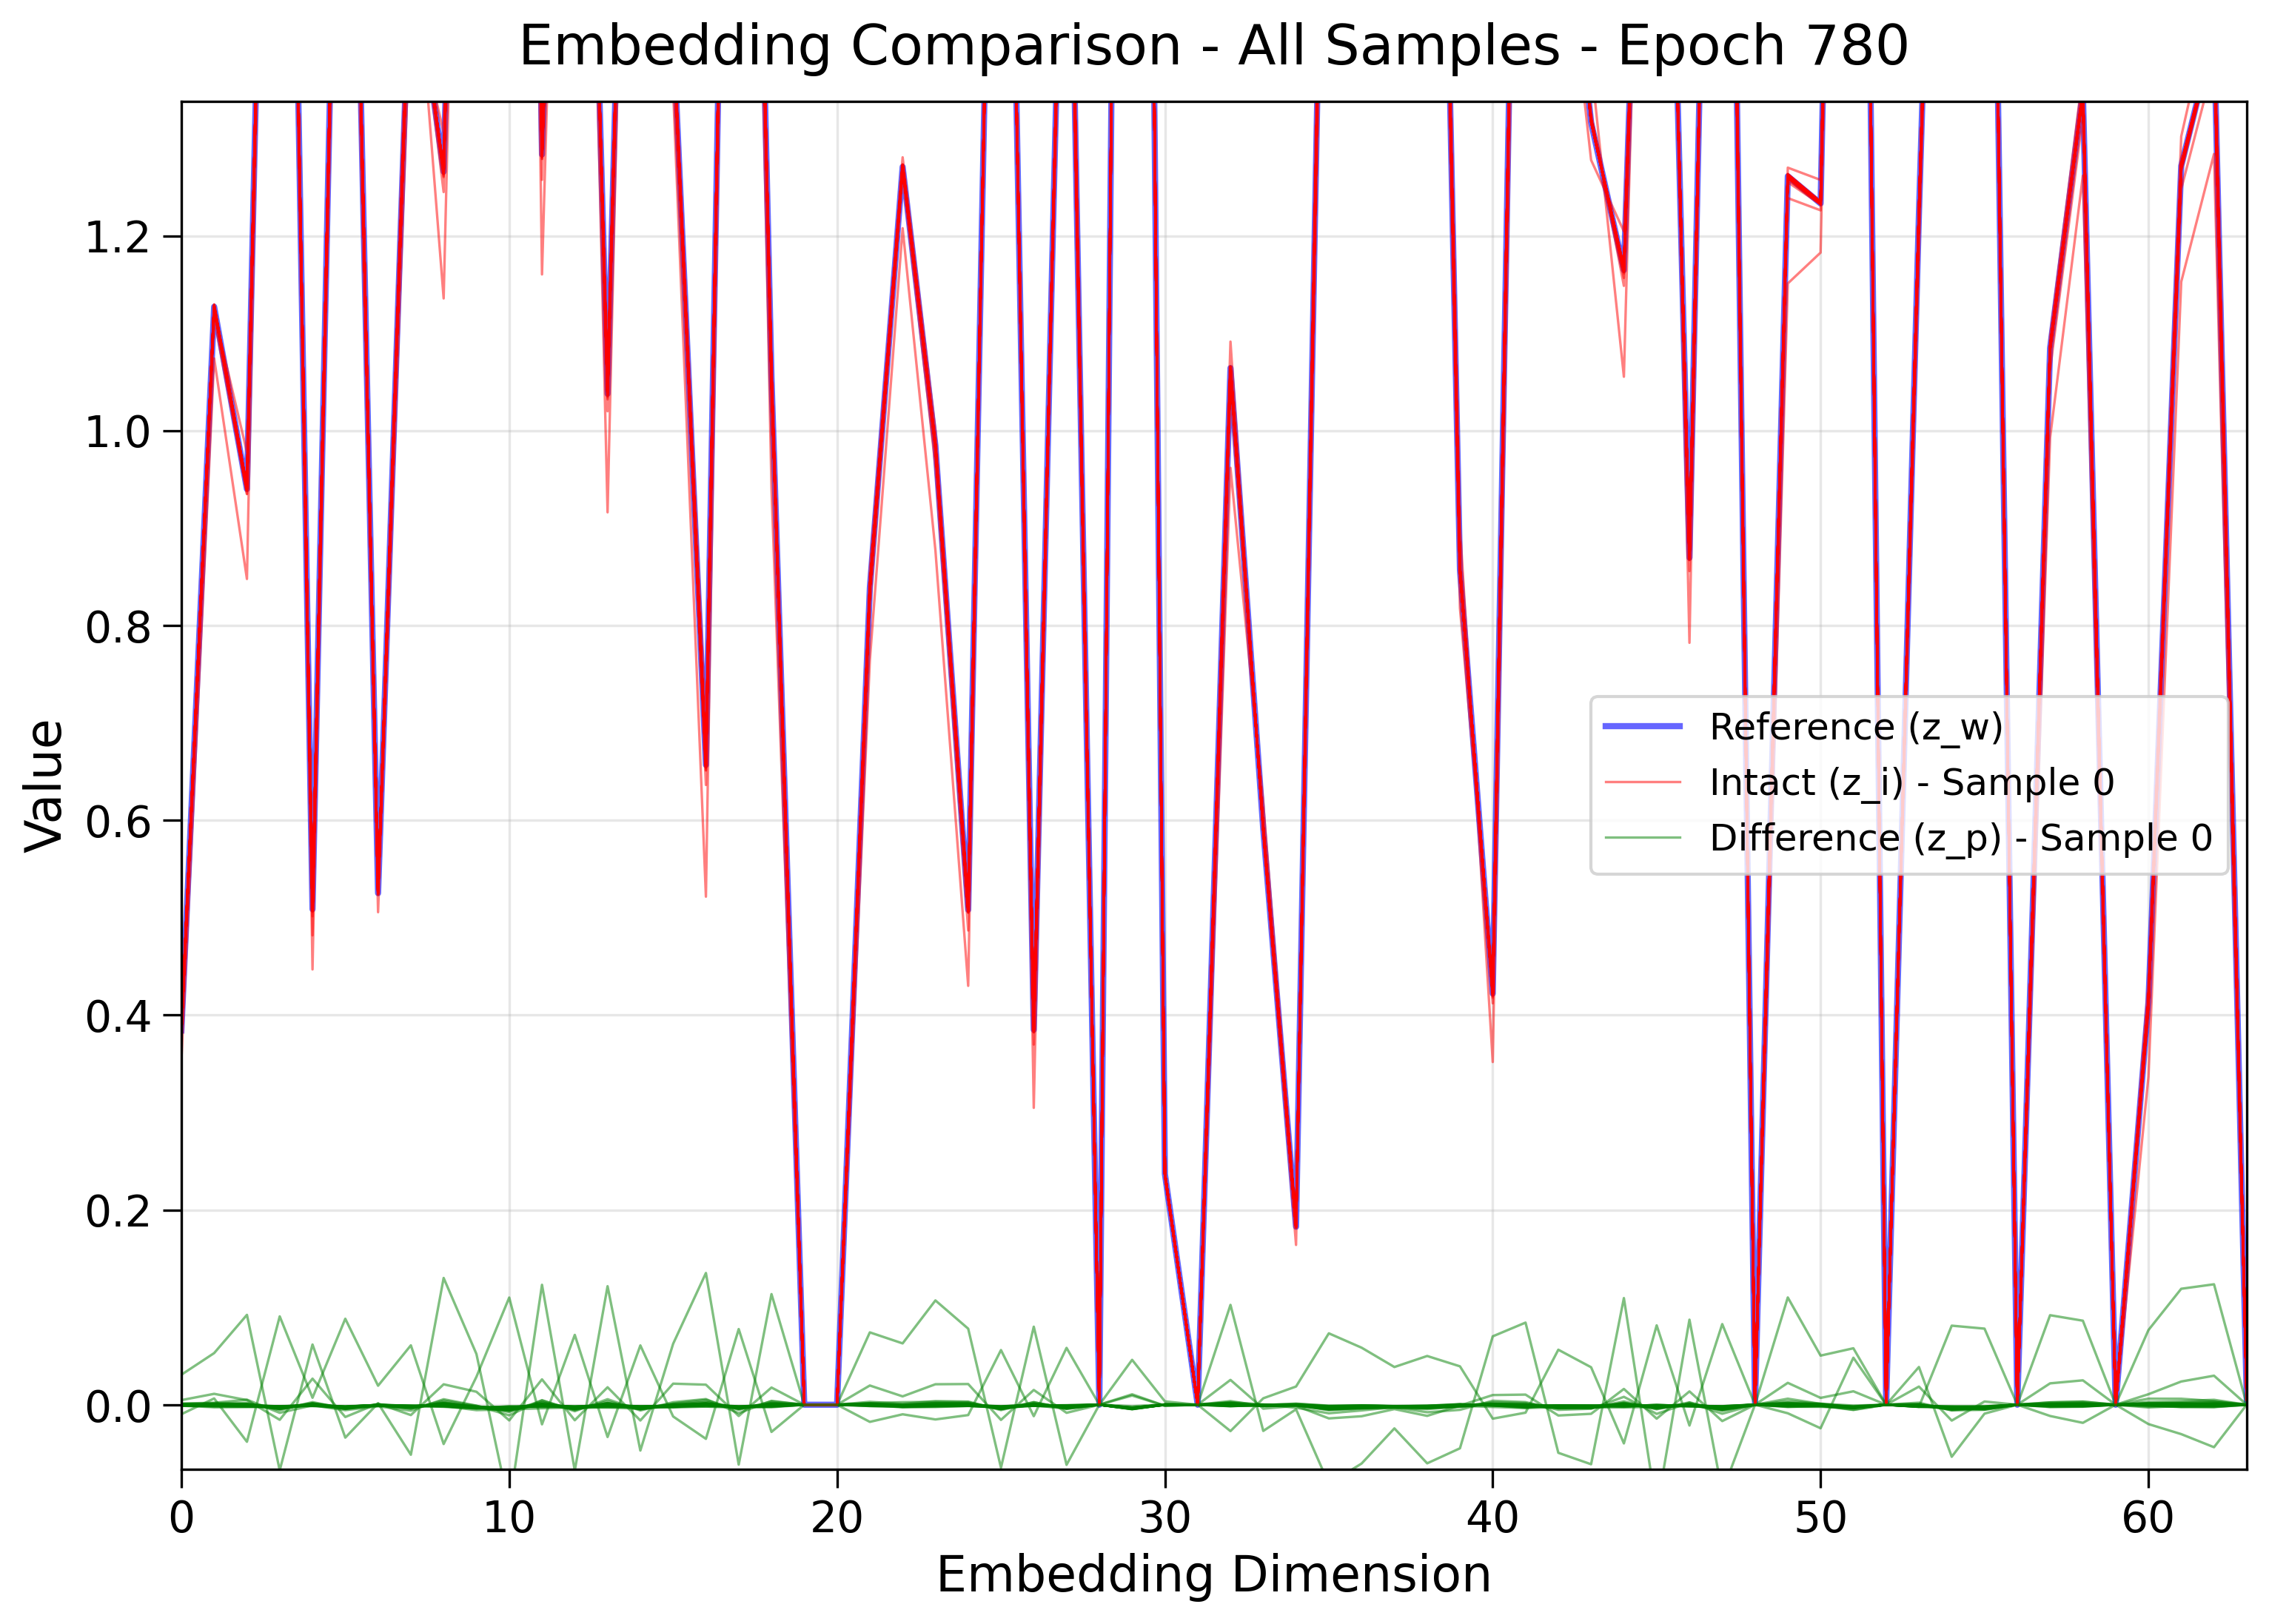 Embedding Comparison - All Samples - Epoch 780
Value
1.2
1.0
0.8
0.6
0.4
0.2
0.0
Reference (z_w)
Intact (z_i) - Sample 0
Difference (z_p) - Sample 0
0 10 20 30 40 50 60
Embedding Dimension